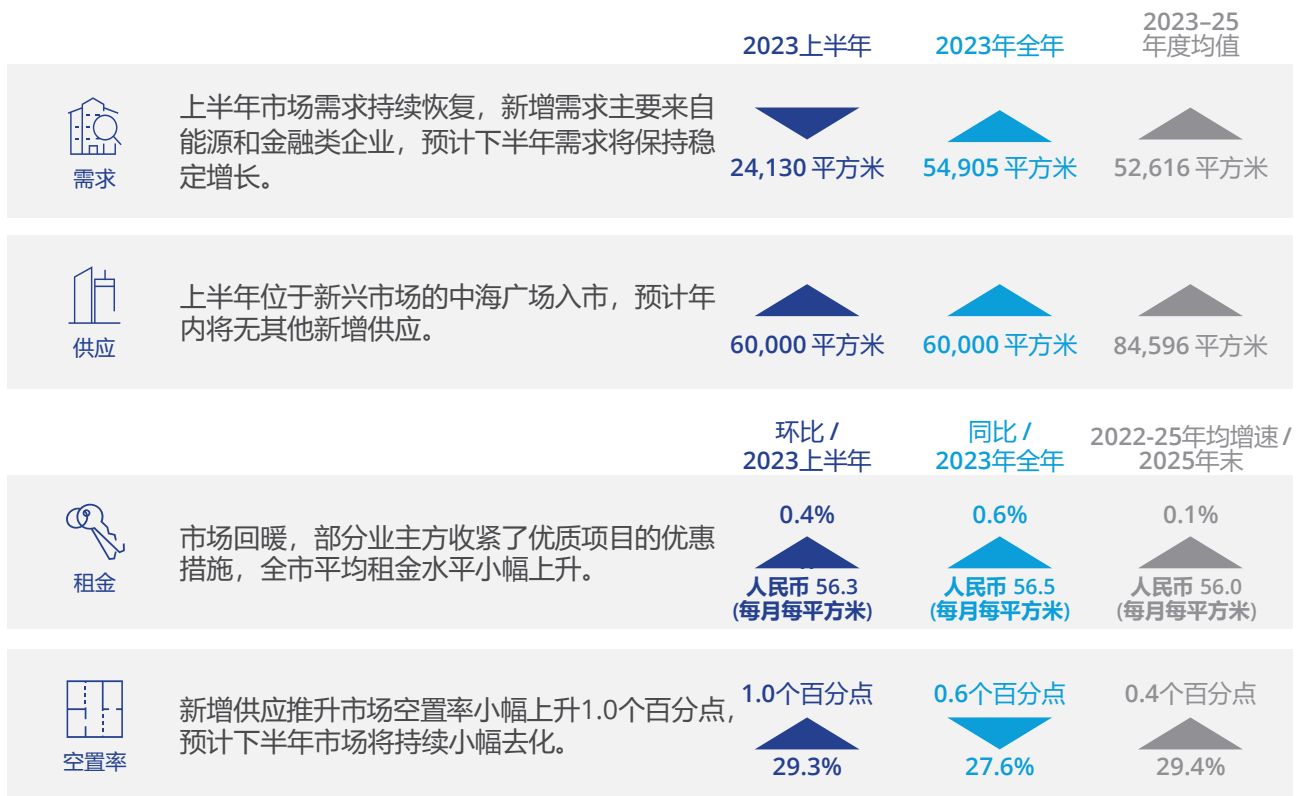 2023上半年
2023年全年
2023–25
年度均值
上半年市场需求持续恢复，新增需求主要来自
能源和金融类企业，预计下半年需求将保持稳
定增长。
需求
24,130 平方米
54,905 平方米
52,616 平方米
上半年位于新兴市场的中海广场入市，预计年
内将无其他新增供应。
供应
60,000 平方米
60,000 平方米
84,596 平方米
环比 /
2023上半年
同比 /
2023年全年
2022-25年均增速 /
2025年末
市场回暖，部分业主方收紧了优质项目的优惠
措施，全市平均租金水平小幅上升。
租金
0.4%
人民币 56.3
(每月每平方米)
0.6%
人民币 56.5
(每月每平方米)
0.1%
人民币 56.0
(每月每平方米)
新增供应推升市场空置率小幅上升1.0个百分点，
预计下半年市场将持续小幅去化。
空置率
1.0个百分点
29.3%
0.6个百分点
27.6%
0.4个百分点
29.4%